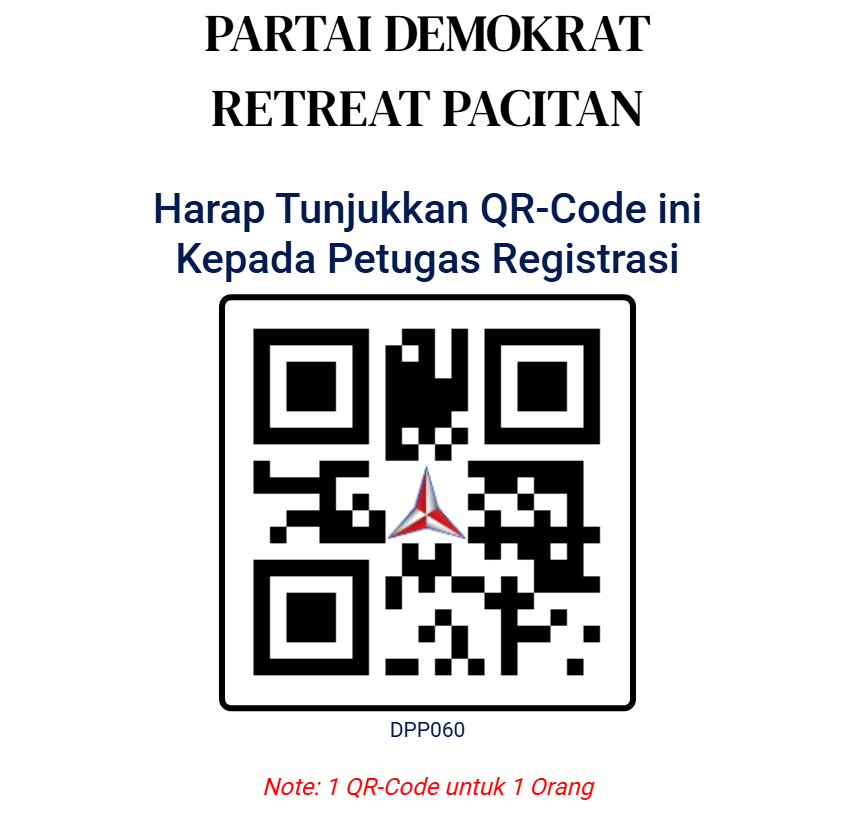 PARTAI DEMOKRAT
RETREAT PACITAN
Harap Tunjukkan QR-Code ini
Kepada Petugas Registrasi
DPP060
Note: 1 QR-Code untuk 1 Orang